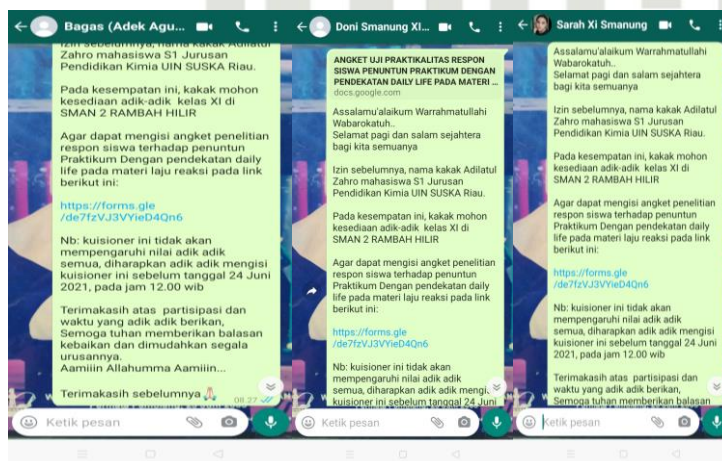 Bagas (Adek Agu...
Izin sebelumnya, nama kakak Adilatul
Zahro mahasiswa S1 Jurusan
Pendidikan Kimia UIN SUSKA Riau.
Pada kesempatan ini, kakak mohon
kesediaan adik-adik kelas XI di
SMAN 2 RAMBAH HILIR
Agar dapat mengisi angket penelitian
respon siswa terhadap penuntun
Praktikum Dengan pendekatan daily
life pada materi laju reaksi pada link
berikut ini:
https://forms.gle
/de7fzVJ3VYieD4Qn6
Nb: kuisioner ini tidak akan
mempengaruhi nilai adik adik
semua, diharapkan adik adik mengisi
kuisioner ini sebelum tanggal 24 Juni
2021, pada jam 12.00 wib
Terimakasih atas partisipasi dan
waktu yang adik adik berikan,
Semoga tuhan memberikan balasan
kebaikan dan dimudahkan segala
urusannya.
Aamiiin Allahumma Aamiiin...
Terimakasih sebelumnya🙏
08.27
Ketik pesan
Doni Smanung XI...
ANGKET UJI PRAKTIKALITAS RESPON
SISWA PENUNTUN PRAKTIKUM DENGAN
PENDEKATAN DAILY LIFE PADA MATERI ...
docs.google.com
Assalamu'alaikum Warrahmatullahi
Wabarokatuh..
Selamat pagi dan salam sejahtera
bagi kita semuanya
Izin sebelumnya, nama kakak Adilatul
Zahro mahasiswa S1 Jurusan
Pendidikan Kimia UIN SUSKA Riau.
Pada kesempatan ini, kakak mohon
kesediaan adik-adik kelas XI di
SMAN 2 RAMBAH HILIR
Agar dapat mengisi angket penelitian
respon siswa terhadap penuntun
Praktikum Dengan pendekatan daily
life pada materi laju reaksi pada link
berikut ini:
https://forms.gle
/de7fzVJ3VYieD4Qn6
Nb: kuisioner ini tidak akan
mempengaruhi nilai adik adik
semua, diharapkan adik adik mengi
kuisioner ini sebelum tanggal 24 Juni
Ketik pesan
Sarah Xi Smanung
Assalamu'alaikum Warrahmatullahi
Wabarokatuh..
Selamat pagi dan salam sejahtera
bagi kita semuanya
Izin sebelumnya, nama kakak Adilatul
Zahro mahasiswa S1 Jurusan
Pendidikan Kimia UIN SUSKA Riau.
Pada kesempatan ini, kakak mohon
kesediaan adik-adik kelas XI di
SMAN 2 RAMBAH HILIR
Agar dapat mengisi angket penelitian
respon siswa terhadap penuntun
Praktikum Dengan pendekatan daily
life pada materi laju reaksi pada link
berikut ini:
https://forms.gle
/de7fzVJ3VYieD4Qn6
Nb: kuisioner ini tidak akan
mempengaruhi nilai adik adik
semua, diharapkan adik adik mengisi
kuisioner ini sebelum tanggal 24 Juni
2021, pada jam 12.00 wib
Terimakasih atas partisipasi dan
waktu yang adik adik berikan,
Semoga tuhan memberikan balasan
Ketik pesan